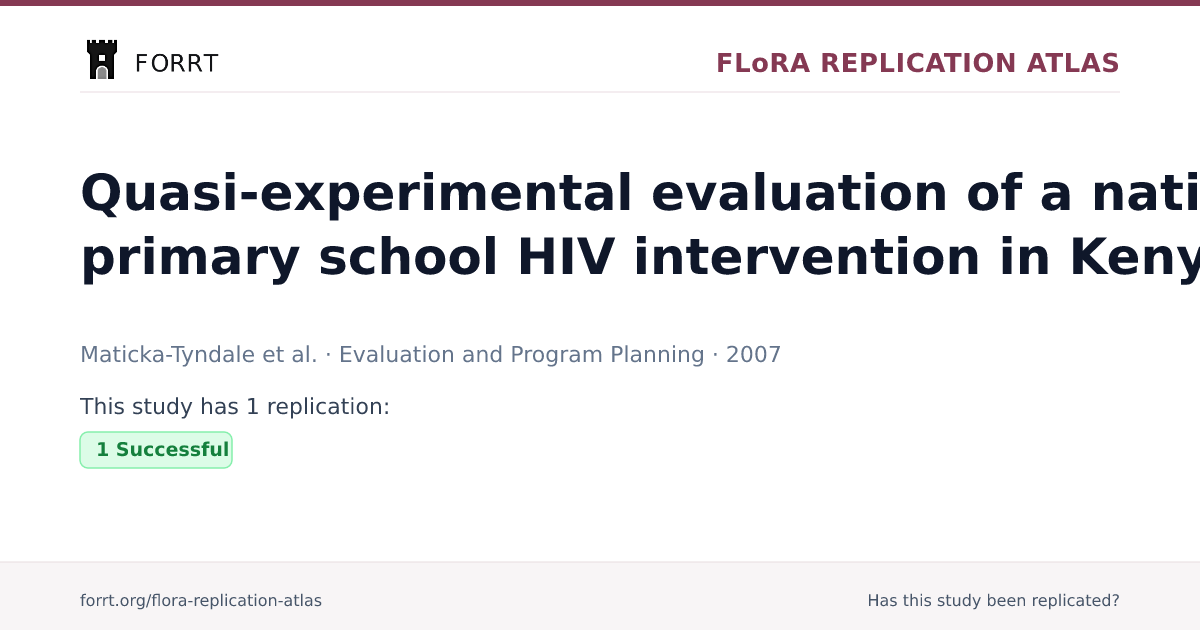 FORRT
FLoRA REPLICATION ATLAS
Quasi-experimental evaluation of a nati
primary school HIV intervention in Keny
Maticka-Tyndale et al. · Evaluation and Program Planning · 2007
This study has 1 replication:
1 Successful
forrt.org/flora-replication-atlas
Has this study been replicated?